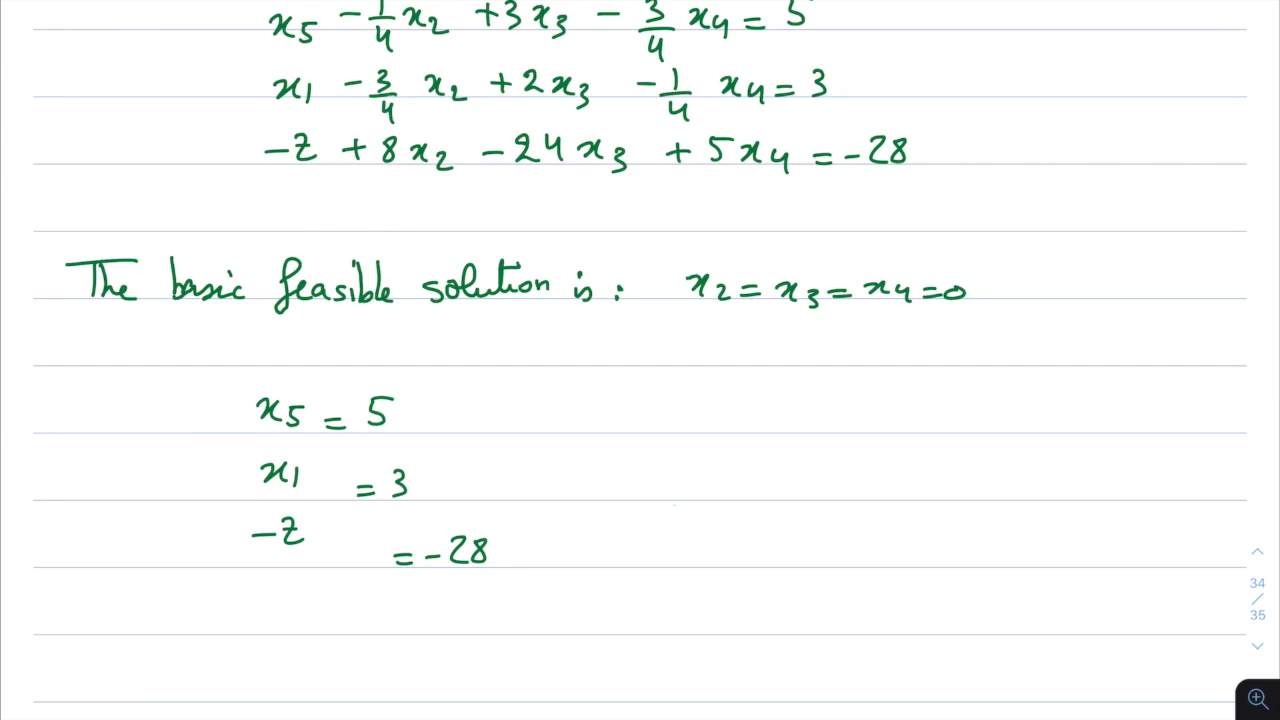 x5 - 1/4 x2 + 3x3 - 3/4 x4 = 5
x1 - 3/4 x2 + 2x3 - 1/4 x4 = 3
-z + 8x2 - 24x3 + 5x4 = -28
The basic feasible solution is : x2 = x3 = x4 = 0
x5 = 5
x1 = 3
-z = -28
34
/
35